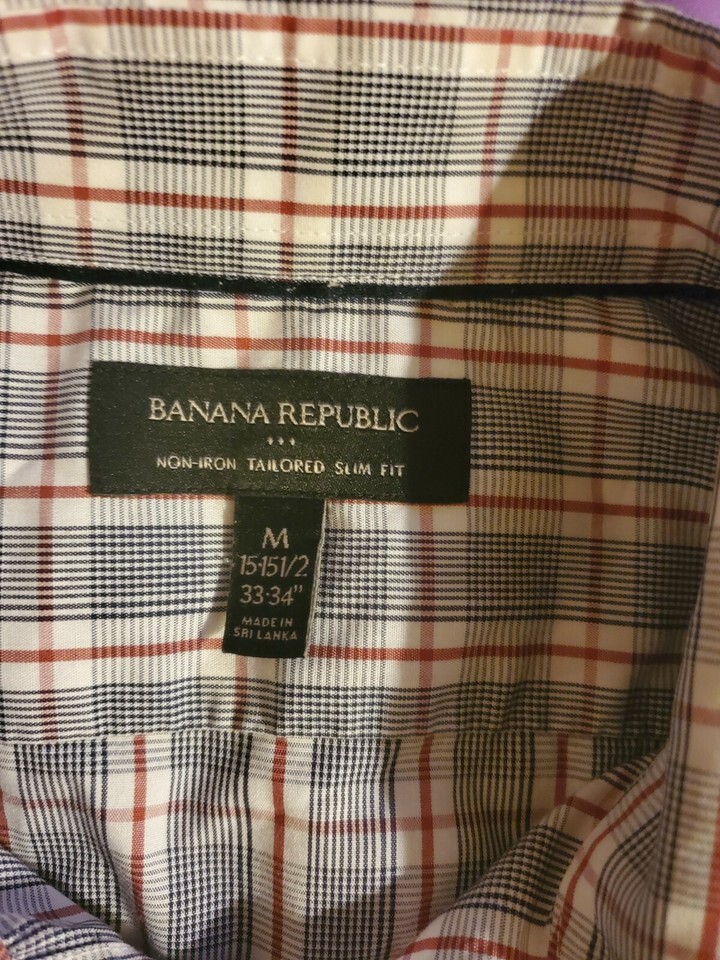 BANANA REPUBLIC
NON-IRON TAILORED SLIM FIT
M
15-15 1/2
33-34"
MADE IN
SRI LANKA